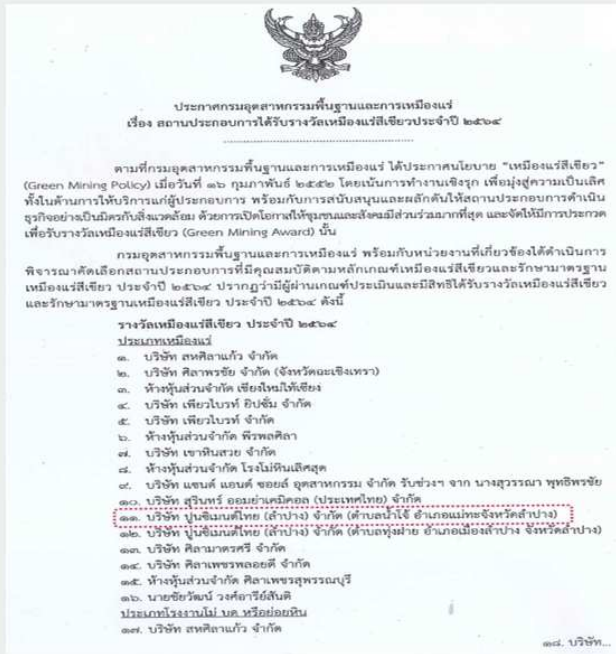 ประกาศกรมอุตสาหกรรมพื้นฐานและการเหมืองแร่
เรื่อง สถานประกอบการได้รับรางวัลเหมืองแร่สีเขียวประจำปี ๒๕๖๔
ตามที่กรมอุตสาหกรรมพื้นฐานและการเหมืองแร่ ได้ประกาศนโยบาย "เหมืองแร่สีเขียว"
(Green Mining Policy) เมื่อวันที่ ๑๖ กุมภาพันธ์ ๒๕๕๒ โดยเน้นการทำงานเชิงรุก เพื่อมุ่งสู่ความเป็นเลิศ
ทั้งในด้านการให้บริการแก่ผู้ประกอบการ พร้อมกับการสนับสนุนและผลักดันให้สถานประกอบการดำเนิน
ธุรกิจอย่างเป็นมิตรกับสิ่งแวดล้อม ด้วยการเปิดโอกาสให้ชุมชนและสังคมมีส่วนร่วมมากที่สุด และจัดให้มีการประกวด
เพื่อรับรางวัลเหมืองแร่สีเขียว (Green Mining Award) นั้น
กรมอุตสาหกรรมพื้นฐานและการเหมืองแร่ พร้อมกับหน่วยงานที่เกี่ยวข้องได้ดำเนินการ
พิจารณาคัดเลือกสถานประกอบการที่มีคุณสมบัติตามหลักเกณฑ์เหมืองแร่สีเขียวและรักษามาตรฐาน
เหมืองแร่สีเขียว ประจำปี ๒๕๖๔ ปรากฏว่ามีผู้ผ่านเกณฑ์ประเมินและมีสิทธิได้รับรางวัลเหมืองแร่สีเขียว
และรักษามาตรฐานเหมืองแร่สีเขียว ประจำปี ๒๕๖๔ ดังนี้
รางวัลเหมืองแร่สีเขียว ประจำปี ๒๕๖๔
ประเภทเหมืองแร่
๑. บริษัท สหศิลาแก้ว จำกัด
๒. บริษัท ศิลาพรชัย จำกัด (จังหวัดฉะเชิงเทรา)
๓. ห้างหุ้นส่วนจำกัด เชียงใหม่ให้เชียง
๔. บริษัท เพียวไบรท์ ยิปซั่ม จำกัด
๕. บริษัท เพียวไบรท์ จำกัด
๖. ห้างหุ้นส่วนจำกัด พีรพลศิลา
๗. บริษัท เขาหินสวย จำกัด
๘. ห้างหุ้นส่วนจำกัด โรงโม่หินเลิศสุด
๙. บริษัท แซนด์ แอนด์ ซอยล์ อุตสาหกรรม จำกัด รับช่วงฯ จาก นางสุวรรณา พุทธิพรชัย
๑๐. บริษัท สุรินทร์ ออมย่าเคมิคอล (ประเทศไทย) จำกัด
๑๑. บริษัท ปูนซิเมนต์ไทย (ลำปาง) จำกัด (ตำบลน้ำโจ้ อำเภอแม่ทะจังหวัดลำปาง)
๑๒. บริษัท ปูนซิเมนต์ไทย (ลำปาง) จำกัด (ตำบลทุ่งฝาย อำเภอเมืองลำปาง จังหวัดลำปาง)
๑๓. บริษัท ศิลามาตรศรี จำกัด
๑๔. บริษัท ศิลาเพชรพลอยดี จำกัด
๑๕. ห้างหุ้นส่วนจำกัด ศิลาเพชรสุพรรณบุรี
๑๖. นายชัยวัฒน์ วงศ์อารีย์สันติ
ประเภทโรงงานโม่ บด หรือย่อยหิน
๑๗. บริษัท สหศิลาแก้ว จำกัด
๑๘. บริษัท...